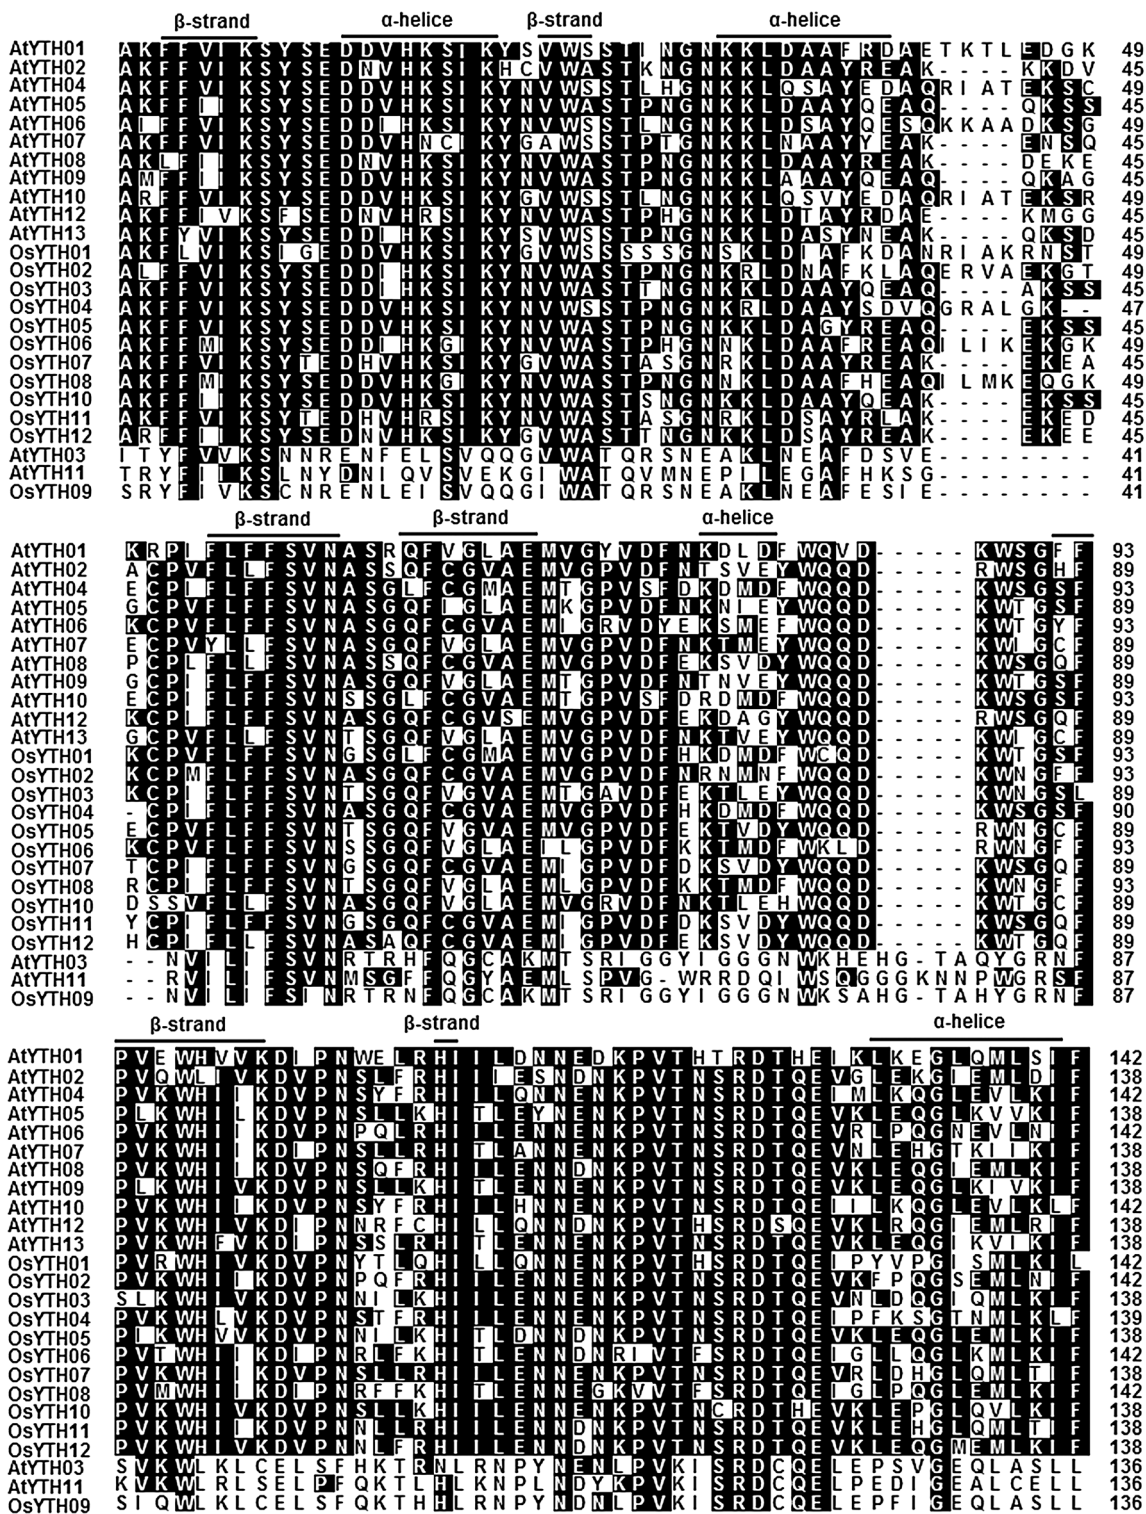 β-strand α-helice β-strand α-helice
AtYTH01 AKFFVIKSYSEDDVHKSIKYSVWSSTINGNKKLDAAFRDAETKTLEDGK 49
AtYTH02 AKFFVIKSYSEDNVHKSIKHCVWASTKNGNKKLDAAYREAK----KKDV 45
AtYTH04 AKFFVIKSYSEDDVHKSIKYNVWSSTLHGNKKLQSAYEDAQRIATEKSC 49
AtYTH05 AKFFIIKSYSEDDVHKSIKYNVWASTPNGNKKLDAAYQEAQ----QKSS 45
AtYTH06 AIFFVIKSYSEDDIHKSIKYNVWSSTLNGNKKLDSAYQESQKKAADKSG 49
AtYTH07 AKFFVIKSYSEDDVHNCIKYGAWSSTPTGNKKLNAAYYEAK----ENSQ 45
AtYTH08 AKLFIIKSYSEDNVHKSIKYNVWASTPNGNKKLDAAYREAK----DEKE 45
AtYTH09 AMFFIIKSYSEDDVHKSIKYNVWASTPNGNKKLAAAYQEAQ----QKAG 45
AtYTH10 ARFFVIKSYSEDDVHKSIKYGVWSSTLNGNKKLQSVYEDAQRIATEKSR 49
AtYTH12 AKFFIVKSFSEDNVHRSIKYNVWASTPHGNKKLDTAYRDAE----KMGG 45
AtYTH13 AKFYVIKSYSEDDIHKSIKYSVWSSTPNGNKKLDASYNEAK----QKSD 45
OsYTH01 AKFLVIKSIGEDDVHKSIKYGVWSSSSSGNSKLDIAFKDANRIAKRNST 49
OsYTH02 ALFFVIKSYSEDDIHKSIKYNVWASTPNGNKRLDNAFKLAQERVAEKGT 49
OsYTH03 AKFFVIKSYSEDDIHKSIKYNVWASTTNGNKKLDAAYQEAQ----AKSS 45
OsYTH04 AKFFVIKSYSEDDVHKSIKYNVWSSTPNGNKRLDAAYSDVQGRALGK-- 47
OsYTH05 AKFFVIKSYSEDDVHKSIKYNVWASTPNGNKKLDAGYREAQ----EKSS 45
OsYTH06 AKFFMIKSYSEDDIHKGIKYNVWASTPHGNNKLDAAFREAQILIKEKGK 49
OsYTH07 AKFFVIKSYTEDHVHKSIKYGVWASTASGNRKLDAAYREAK----EKEA 45
OsYTH08 AKFFMIKSYSEDDVHKGIKYNVWASTPNGNRKLDAAFHEAQILMKEQGK 49
OsYTH10 AKFFIIKSYSEDDVHKSIKYNVWASTSNGNKKLDAAYQEAK----EKSS 45
OsYTH11 AKFFVIKSYTEDHVHRSIKYNVWASTASGNRKLDSAYRLAK----EKED 45
OsYTH12 ARFFIIKSYSEDNVHKSIKYGVWASTTNGNKKLDSAYREAK----EKEE 45
AtYTH03 ITYFVVKSNNRENFELSVQQGVWATQRSNEAKLNEAFDSVE-------- 41
AtYTH11 TRYFIIKSLNYDNIQVSVEKGIWATQVMNEPILEGAFHKSG-------- 41
OsYTH09 SRYFIVKSCNRENLEISVQQGIWATQRSNEAKLNEAFESIE-------- 41
β-strand β-strand α-helice
AtYTH01 KRPIFLFFSVNASRQFVGLAEMVGYVDFNKDLDFWQVD-----KWSGFF 93
AtYTH02 ACPVFLLFSVNASSQFCGVAEMVGPVDFNTSVEYWQQD-----RWSGHF 89
AtYTH04 ECPIFLFFSVNASGLFCGMAEMTGPVSFDKDMDFWQQD-----KWSGSF 93
AtYTH05 GCPVFLFFSVNASGQFIGLAEMKGPVDFNKNIEYWQQD-----KWTGSF 89
AtYTH06 KCPVFLFFSVNASGQFCGVAEMIGRVDYEKSMEFWQQD-----KWTGYF 93
AtYTH07 ECPVYLLFSVNASGQFVGLAEMTGPVDFNKTMEYWQQD-----KWIGCF 89
AtYTH08 PCPLFLLFSVNASSQFCGVAEMVGPVDFEKSVDYWQQD-----KWSGQF 89
AtYTH09 GCPIFLFFSVNASGQFVGLAEMTGPVDFNTNVEYWQQD-----KWTGSF 89
AtYTH10 ECPIFLFFSVNSSGLFCGVAEMTGPVSFDRDMDFWQQD-----KWSGSF 93
AtYTH12 KCPIFLFFSVNASGQFCGVSEMVGPVDFEKDAGYWQQD-----RWSGQF 89
AtYTH13 GCPVFLLFSVNTSGQFVGLAEMVGPVDFNKTVEYWQQD-----KWIGCF 89
OsYTH01 KCPVFLFFSVNGSGLFCGMAEMVGPVDFHKDMDFWCQD-----KWTGSF 93
OsYTH02 KCPMFLFFSVNASGQFCGVAEMVGPVDFNRNMNFWQQD-----KWNGFF 93
OsYTH03 KCPIFLFFSVNTSGQFVGVAEMTGAVDFEKTLEYWQQD-----KWNGSL 89
OsYTH04 -CPIFLFFSVNASGQFCGVAEMVGPVDFHKDMDFWQQD-----KWSGSF 90
OsYTH05 ECPVFLFFSVNTSGQFVGVAEMVGPVDFEKTVDYWQQD-----RWNGCF 89
OsYTH06 KCPVFLFFSVNSSGQFVGLAEILGPVDFKKTMDFWKLD-----RWNGFF 93
OsYTH07 TCPIFLFFSVNGSGQFCGVAEMIGPVDFDKSVDYWQQD-----KWSGQF 89
OsYTH08 RCPIFLFFSVNTSGQFVGLAEMLGPVDFKKTMDFWQQD-----KWNGFF 93
OsYTH10 DSSVFLLFSVNASGQFVGLAEMVGRVDFNKTLEHWQQD-----KWTGCF 89
OsYTH11 YCPIFLFFSVNGSGQFCGVAEMIGPVDFDKSVDYWQQD-----KWSGQF 89
OsYTH12 HCPIFLLFSVNASAQFCGVAEMIGPVDFEKSVDYWQQD-----KWTGQF 89
AtYTH03 --NVILIFSVNRTRHFQGCAKMTSRIGGYIGGGNWKHEHG-TAQYGRNF 87
AtYTH11 --RVILIFSVNMSGFFQGYAEMLSPVG-WRRDQIWSQGGGKNNPWGRSF 87
OsYTH09 --NVILIFSINRTRNFQGCAKMTSRIGGYIGGGNWKSAHG-TAHYGRNF 87
β-strand β-strand α-helice
AtYTH01 PVEWHVVKDIPNWELRHIILDNNEDKPVTHTRDTHEIKLKEGLQMLSIF 142
AtYTH02 PVQWLIVKDVPNSLFRHIIIESNDNKPVTNSRDTQEVGLEKGIEMLDIF 138
AtYTH04 PVKWHIIKDVPNSYFRHIILQNNENKPVTNSRDTQEIMLKQGLEVLKIF 142
AtYTH05 PLKWHILKDVPNSLLKHITLEYNENKPVTNSRDTQEVKLEQGLKVVKIF 138
AtYTH06 PVKWHIIKDVPNPQLRHIILENNENKPVTNSRDTQEVRLPQGNEVLNIF 142
AtYTH07 PVKWHIIKDIPNSLLRHITLANNENKPVTNSRDTQEVNLEHGTKIIKIF 138
AtYTH08 PVKWHIIKDVPNSQFRHIILENNDNKPVTNSRDTQEVKLEQGIEMLKIF 138
AtYTH09 PLKWHIVKDVPNSLLKHITLENNENKPVTNSRDTQEVKLEQGLKIVKIF 138
AtYTH10 PVKWHIIKDVPNSYFRHIILHNNENKPVTNSRDTQEIILKQGLEVLKLF 142
AtYTH12 PVKWHIVKDIPNNRFCHILLQNNDNKPVTHSRDSQEVKLRQGIEMLRIF 138
AtYTH13 PVKWHFVKDIPNSSLRHITLENNENKPVTNSRDTQEVKLEQGIKVIKIF 138
OsYTH01 PVRWHIVKDVPNYTLQHILLQNNENKPVTHSRDTQEIPYVPGISMLKIL 142
OsYTH02 PVKWHIIKDVPNPQFRHIILENNENKPVTNSRDTQEVKFPQGSEMLNIF 142
OsYTH03 SLKWHIVKDVPNNILKHIILENNENKPVTNSRDTQEVNLDQGIQMLKIF 138
OsYTH04 PVKWHLVKDVPNSTFRHIILENNENKPVTNSRDTQEIPFKSGTNMLKLF 139
OsYTH05 PIKWHVVKDVPNNILKHITLDNNDNKPVTNSRDTQEVKLEQGLEMLKIF 138
OsYTH06 PVTWHIIKDIPNRLFKHITLENNDNRIVTFSRDTQEIGLLQGLKMLKIF 142
OsYTH07 PVKWHIIKDVPNSLLRHIILENNENKPVTNSRDTQEVRLDHGLQMLTIF 138
OsYTH08 PVMWHIIKDIPNRFFKHITLENNEGKVVTFSRDTQEIGLPQGLEMLKIF 142
OsYTH10 PVKWHIVKDVPNSLLKHIILENNENKPVTNCRDTHEVKLEPGLQVLKIF 138
OsYTH11 PVKWHIIKDVPNNLLRHIILENNDNKPVTNSRDTQEVKLEHGLQMLTIF 138
OsYTH12 PVKWHIVKDVPNNLFRHIILENNDNKPVTNSRDTQEVKLEQGMEMLKIF 138
AtYTH03 SVKWLKLCELSFHKTRNLRNPYNENLPVKISRDCQELEPSVGEQLASLL 136
AtYTH11 KVKWLRLSELPFQKTLHLKNPLNDYKPVKISRDCQELPEDIGEALCELL 136
OsYTH09 SIQWLKLCELSFQKTHHLRNPYNDNLPVKISRDCQELEPFIGEQLASLL 136